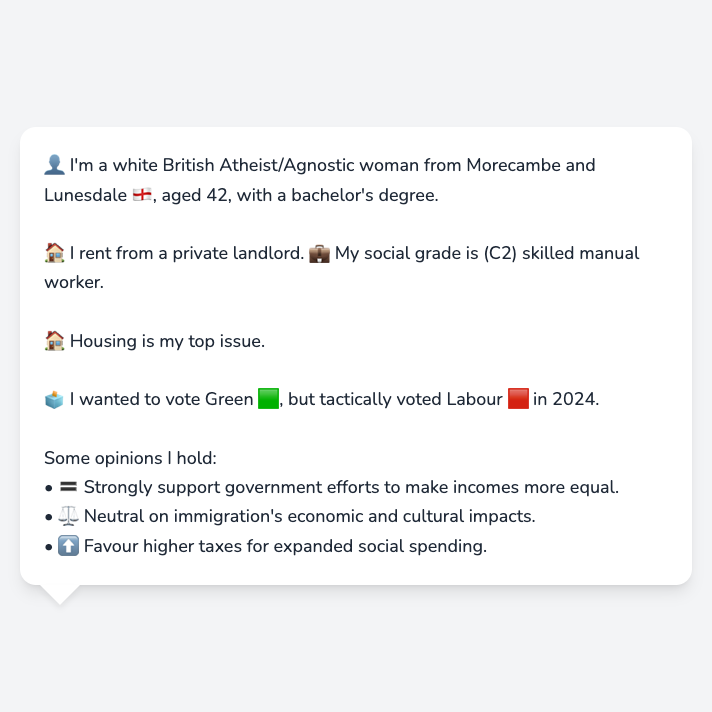 👤 I'm a white British Atheist/Agnostic woman from Morecambe and
Lunesdale 🏴󠁧󠁢󠁥󠁮󠁧󠁿, aged 42, with a bachelor's degree.
🏠 I rent from a private landlord. 💼 My social grade is (C2) skilled manual
worker.
🏠 Housing is my top issue.
🗳️ I wanted to vote Green 🟩, but tactically voted Labour 🟥 in 2024.
Some opinions I hold:
• 🟰 Strongly support government efforts to make incomes more equal.
• ⚖️ Neutral on immigration's economic and cultural impacts.
• ⬆️ Favour higher taxes for expanded social spending.